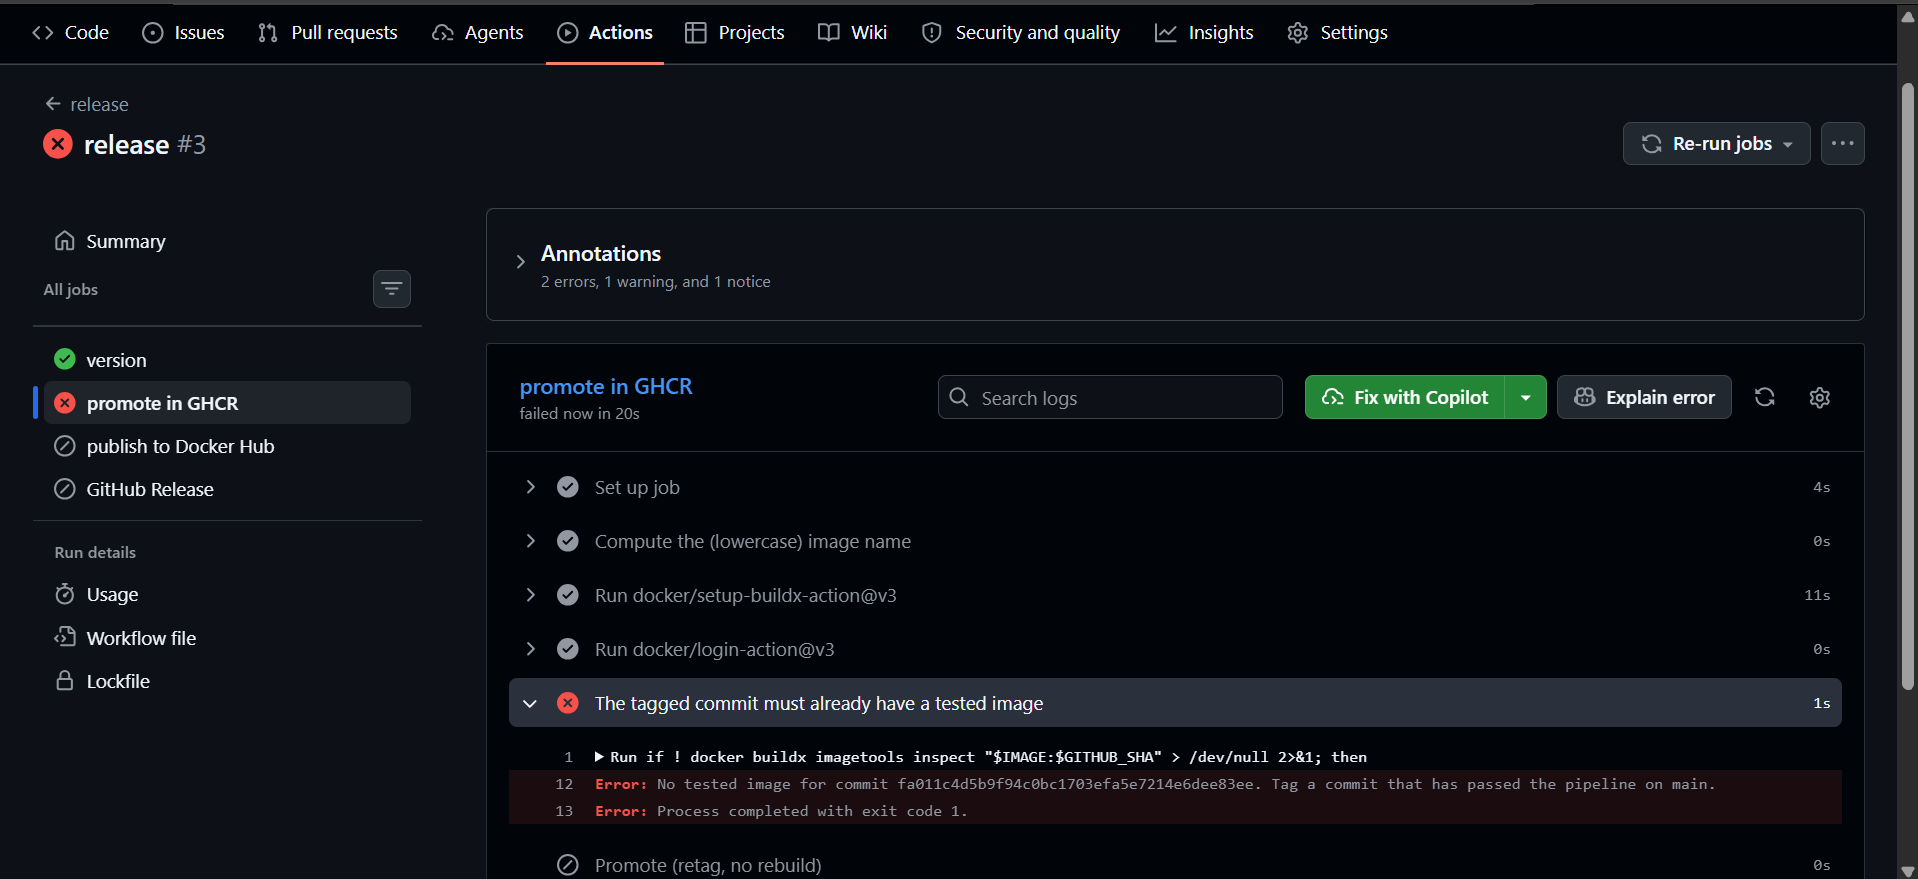 Code
Issues
Pull requests
Agents
Actions
Projects
Wiki
Security and quality
Insights
Settings
release
release #3
Re-run jobs
Summary
All jobs
version
promote in GHCR
publish to Docker Hub
GitHub Release
Run details
Usage
Workflow file
Lockfile
Annotations
2 errors, 1 warning, and 1 notice
promote in GHCR
failed now in 20s
Search logs
Fix with Copilot
Explain error
Set up job 4s
Compute the (lowercase) image name 0s
Run docker/setup-buildx-action@v3 11s
Run docker/login-action@v3 0s
The tagged commit must already have a tested image 1s
1 Run if ! docker buildx imagetools inspect "$IMAGE:$GITHUB_SHA" > /dev/null 2>&1; then
12 Error: No tested image for commit fa011c4d5b9f94c0bc1703efa5e7214e6dee83ee. Tag a commit that has passed the pipeline on main.
13 Error: Process completed with exit code 1.
Promote (retag, no rebuild) 0s